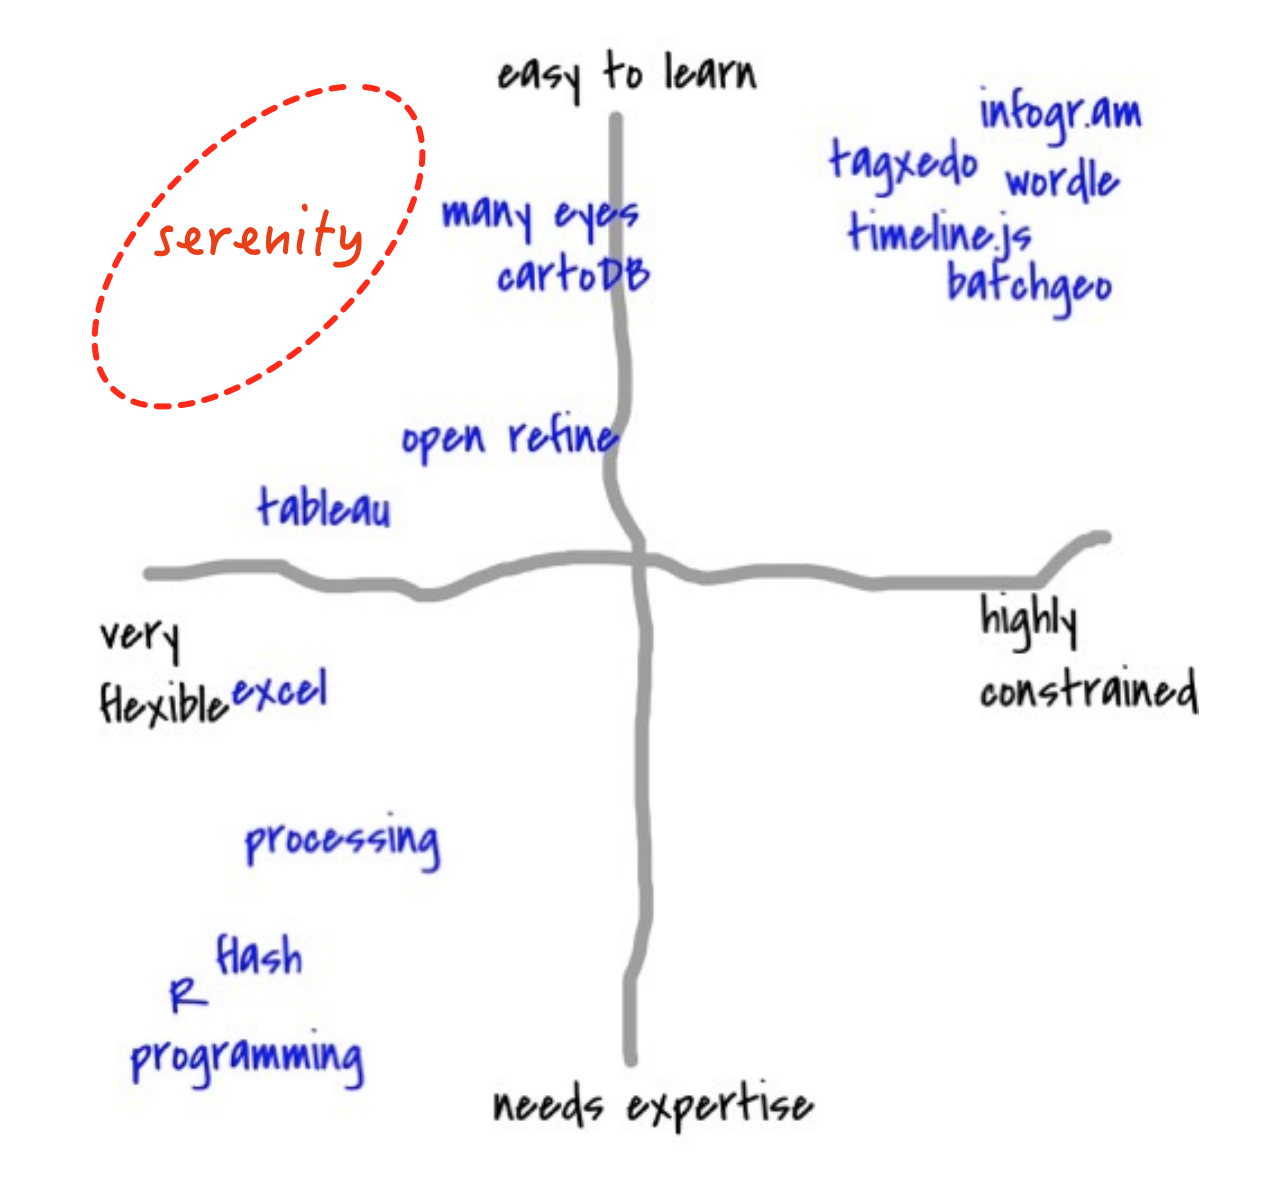 easy to learn
infogr.am
tagxedo
wordle
many eyes
serenity
timeline.js
cartoDB
batchgeo
open refine
tableau
very
flexible
excel
highly
constrained
processing
flash
R
programming
needs expertise